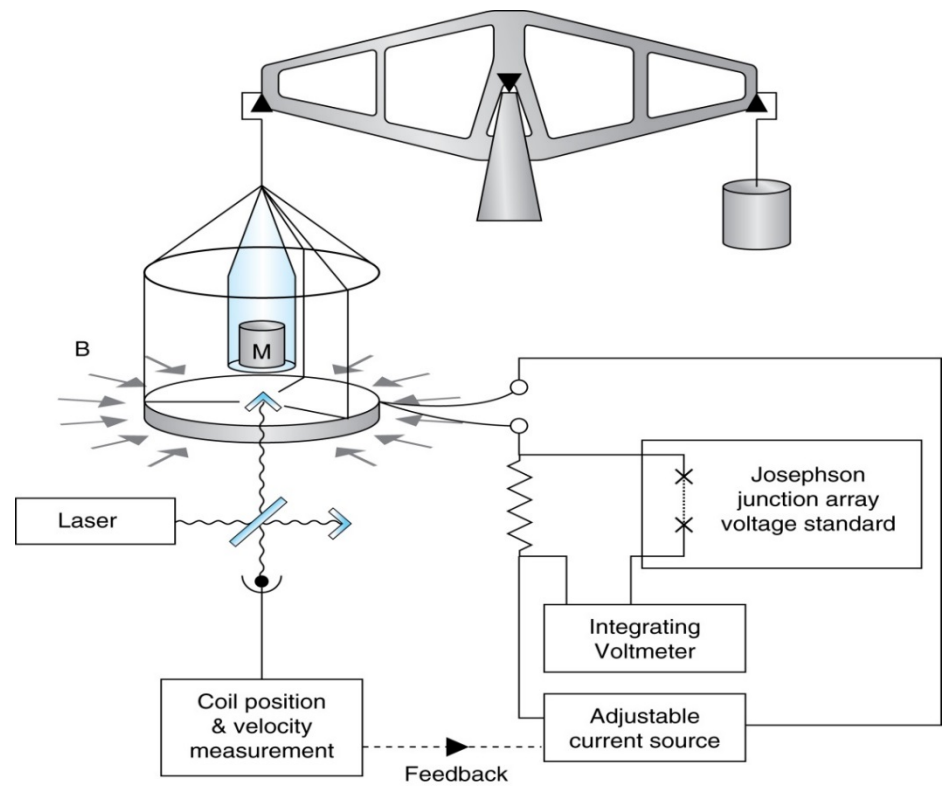 B
M
Laser
Josephson
junction array
voltage standard
Integrating
Voltmeter
Coil position
& velocity
measurement
Adjustable
current source
Feedback